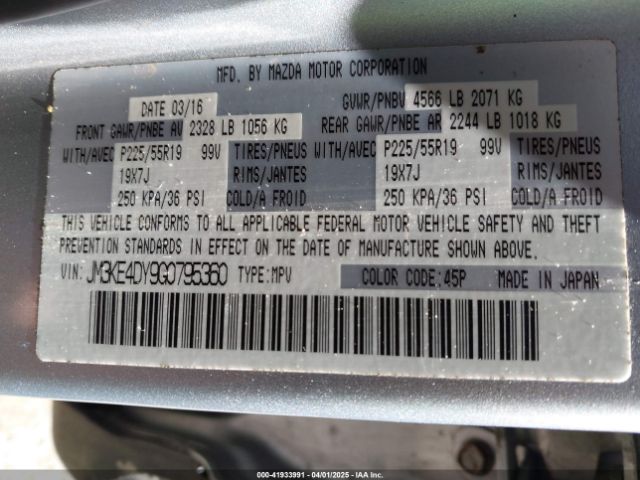 MFD. BY MAZDA MOTOR CORPORATION
DATE 03/16 GVWR/PNBV 4566 LB 2071 KG
FRONT GAWR/PNBE AV 2328 LB 1056 KG REAR GAWR/PNBE AR 2244 LB 1018 KG
WITH/AVEC P225/55R19 99V TIRES/PNEUS WITH/AVEC P225/55R19 99V TIRES/PNEUS
19X7J RIMS/JANTES 19X7J RIMS/JANTES
250 KPA/36 PSI COLD/A FROID 250 KPA/36 PSI COLD/A FROID
THIS VEHICLE CONFORMS TO ALL APPLICABLE FEDERAL MOTOR VEHICLE SAFETY AND THEFT
PREVENTION STANDARDS IN EFFECT ON THE DATE OF MANUFACTURE SHOWN ABOVE.
VIN: JM3KE4DY9G0795360 TYPE: MPV COLOR CODE: 45P MADE IN JAPAN
00-41933991 - 04/01/2025 - IAA Inc.